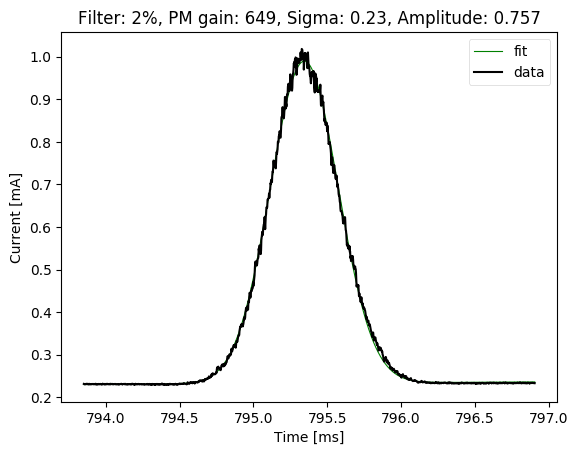 Filter: 2%, PM gain: 649, Sigma: 0.23, Amplitude: 0.757
fit
data
1.0
0.9
0.8
0.7
0.6
0.5
0.4
0.3
0.2
Current [mA]
794.0 794.5 795.0 795.5 796.0 796.5 797.0
Time [ms]